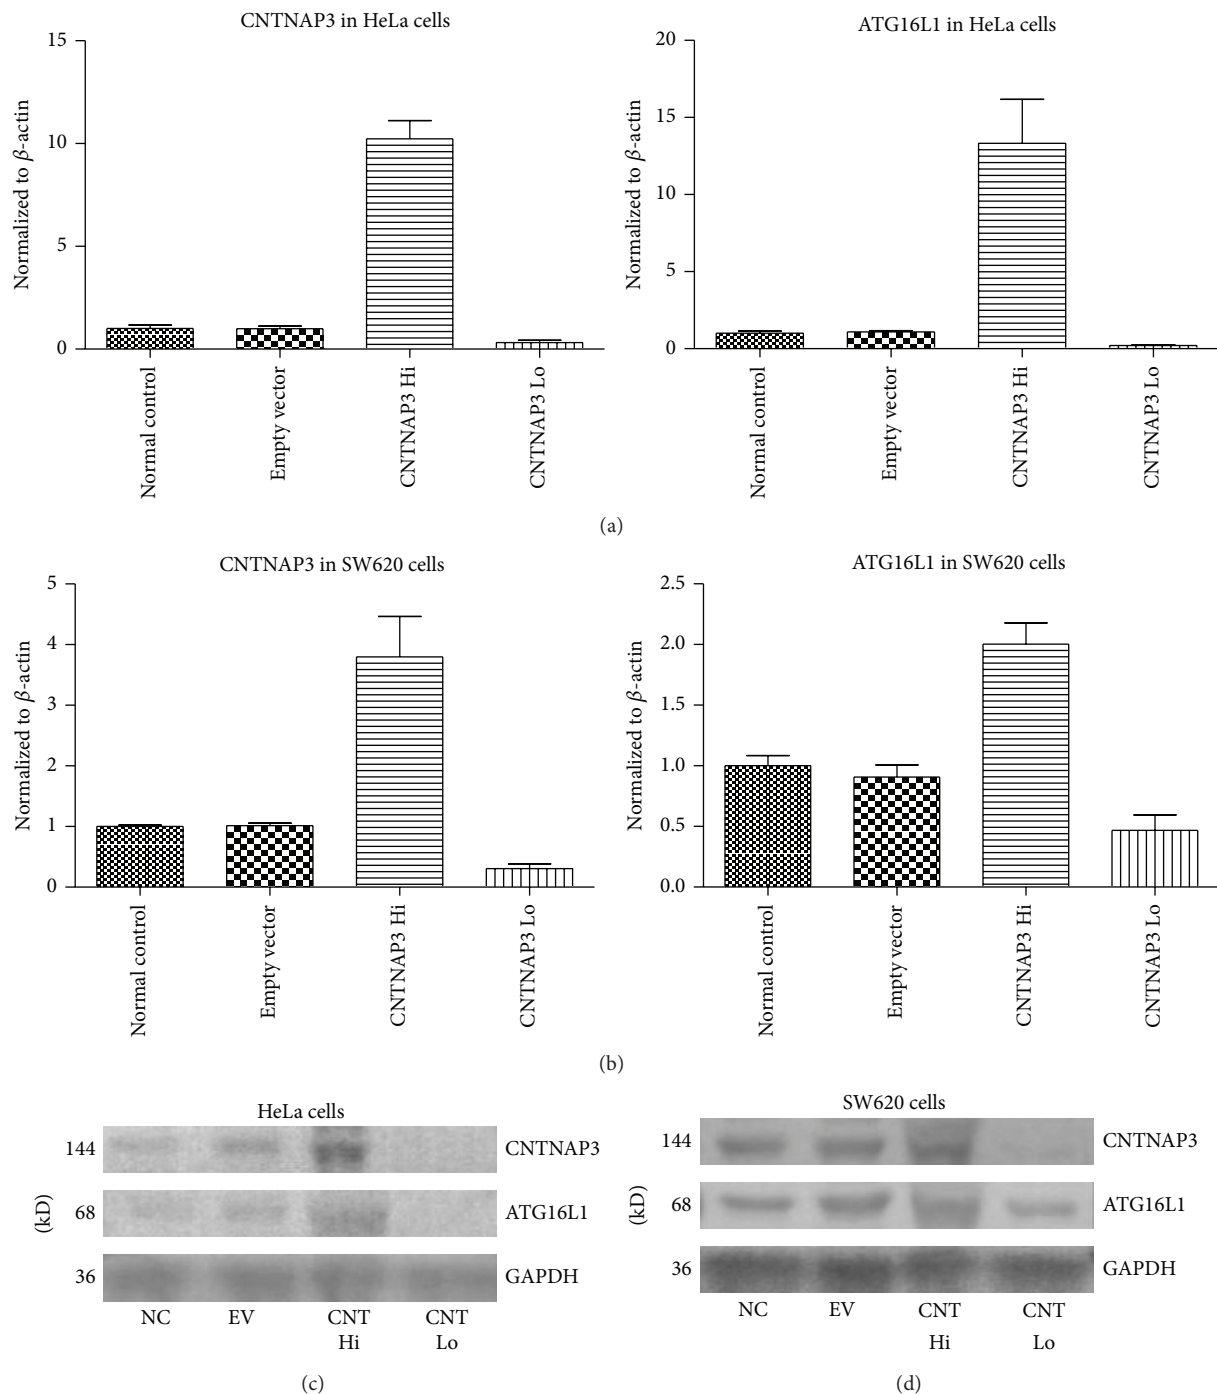 CNTNAP3 in HeLa cells
Normalized to β-actin
15
10
5
0
Normal control
Empty vector
CNTNAP3 Hi
CNTNAP3 Lo
ATG16L1 in HeLa cells
Normalized to β-actin
20
15
10
5
0
Normal control
Empty vector
CNTNAP3 Hi
CNTNAP3 Lo
(a)
CNTNAP3 in SW620 cells
Normalized to β-actin
5
4
3
2
1
0
Normal control
Empty vector
CNTNAP3 Hi
CNTNAP3 Lo
ATG16L1 in SW620 cells
Normalized to β-actin
2.5
2.0
1.5
1.0
0.5
0.0
Normal control
Empty vector
CNTNAP3 Hi
CNTNAP3 Lo
(b)
HeLa cells
144
CNTNAP3
(kD)
68
ATG16L1
36
GAPDH
NC
EV
CNT
Hi
CNT
Lo
(c)
SW620 cells
144
CNTNAP3
(kD)
68
ATG16L1
36
GAPDH
NC
EV
CNT
Hi
CNT
Lo
(d)